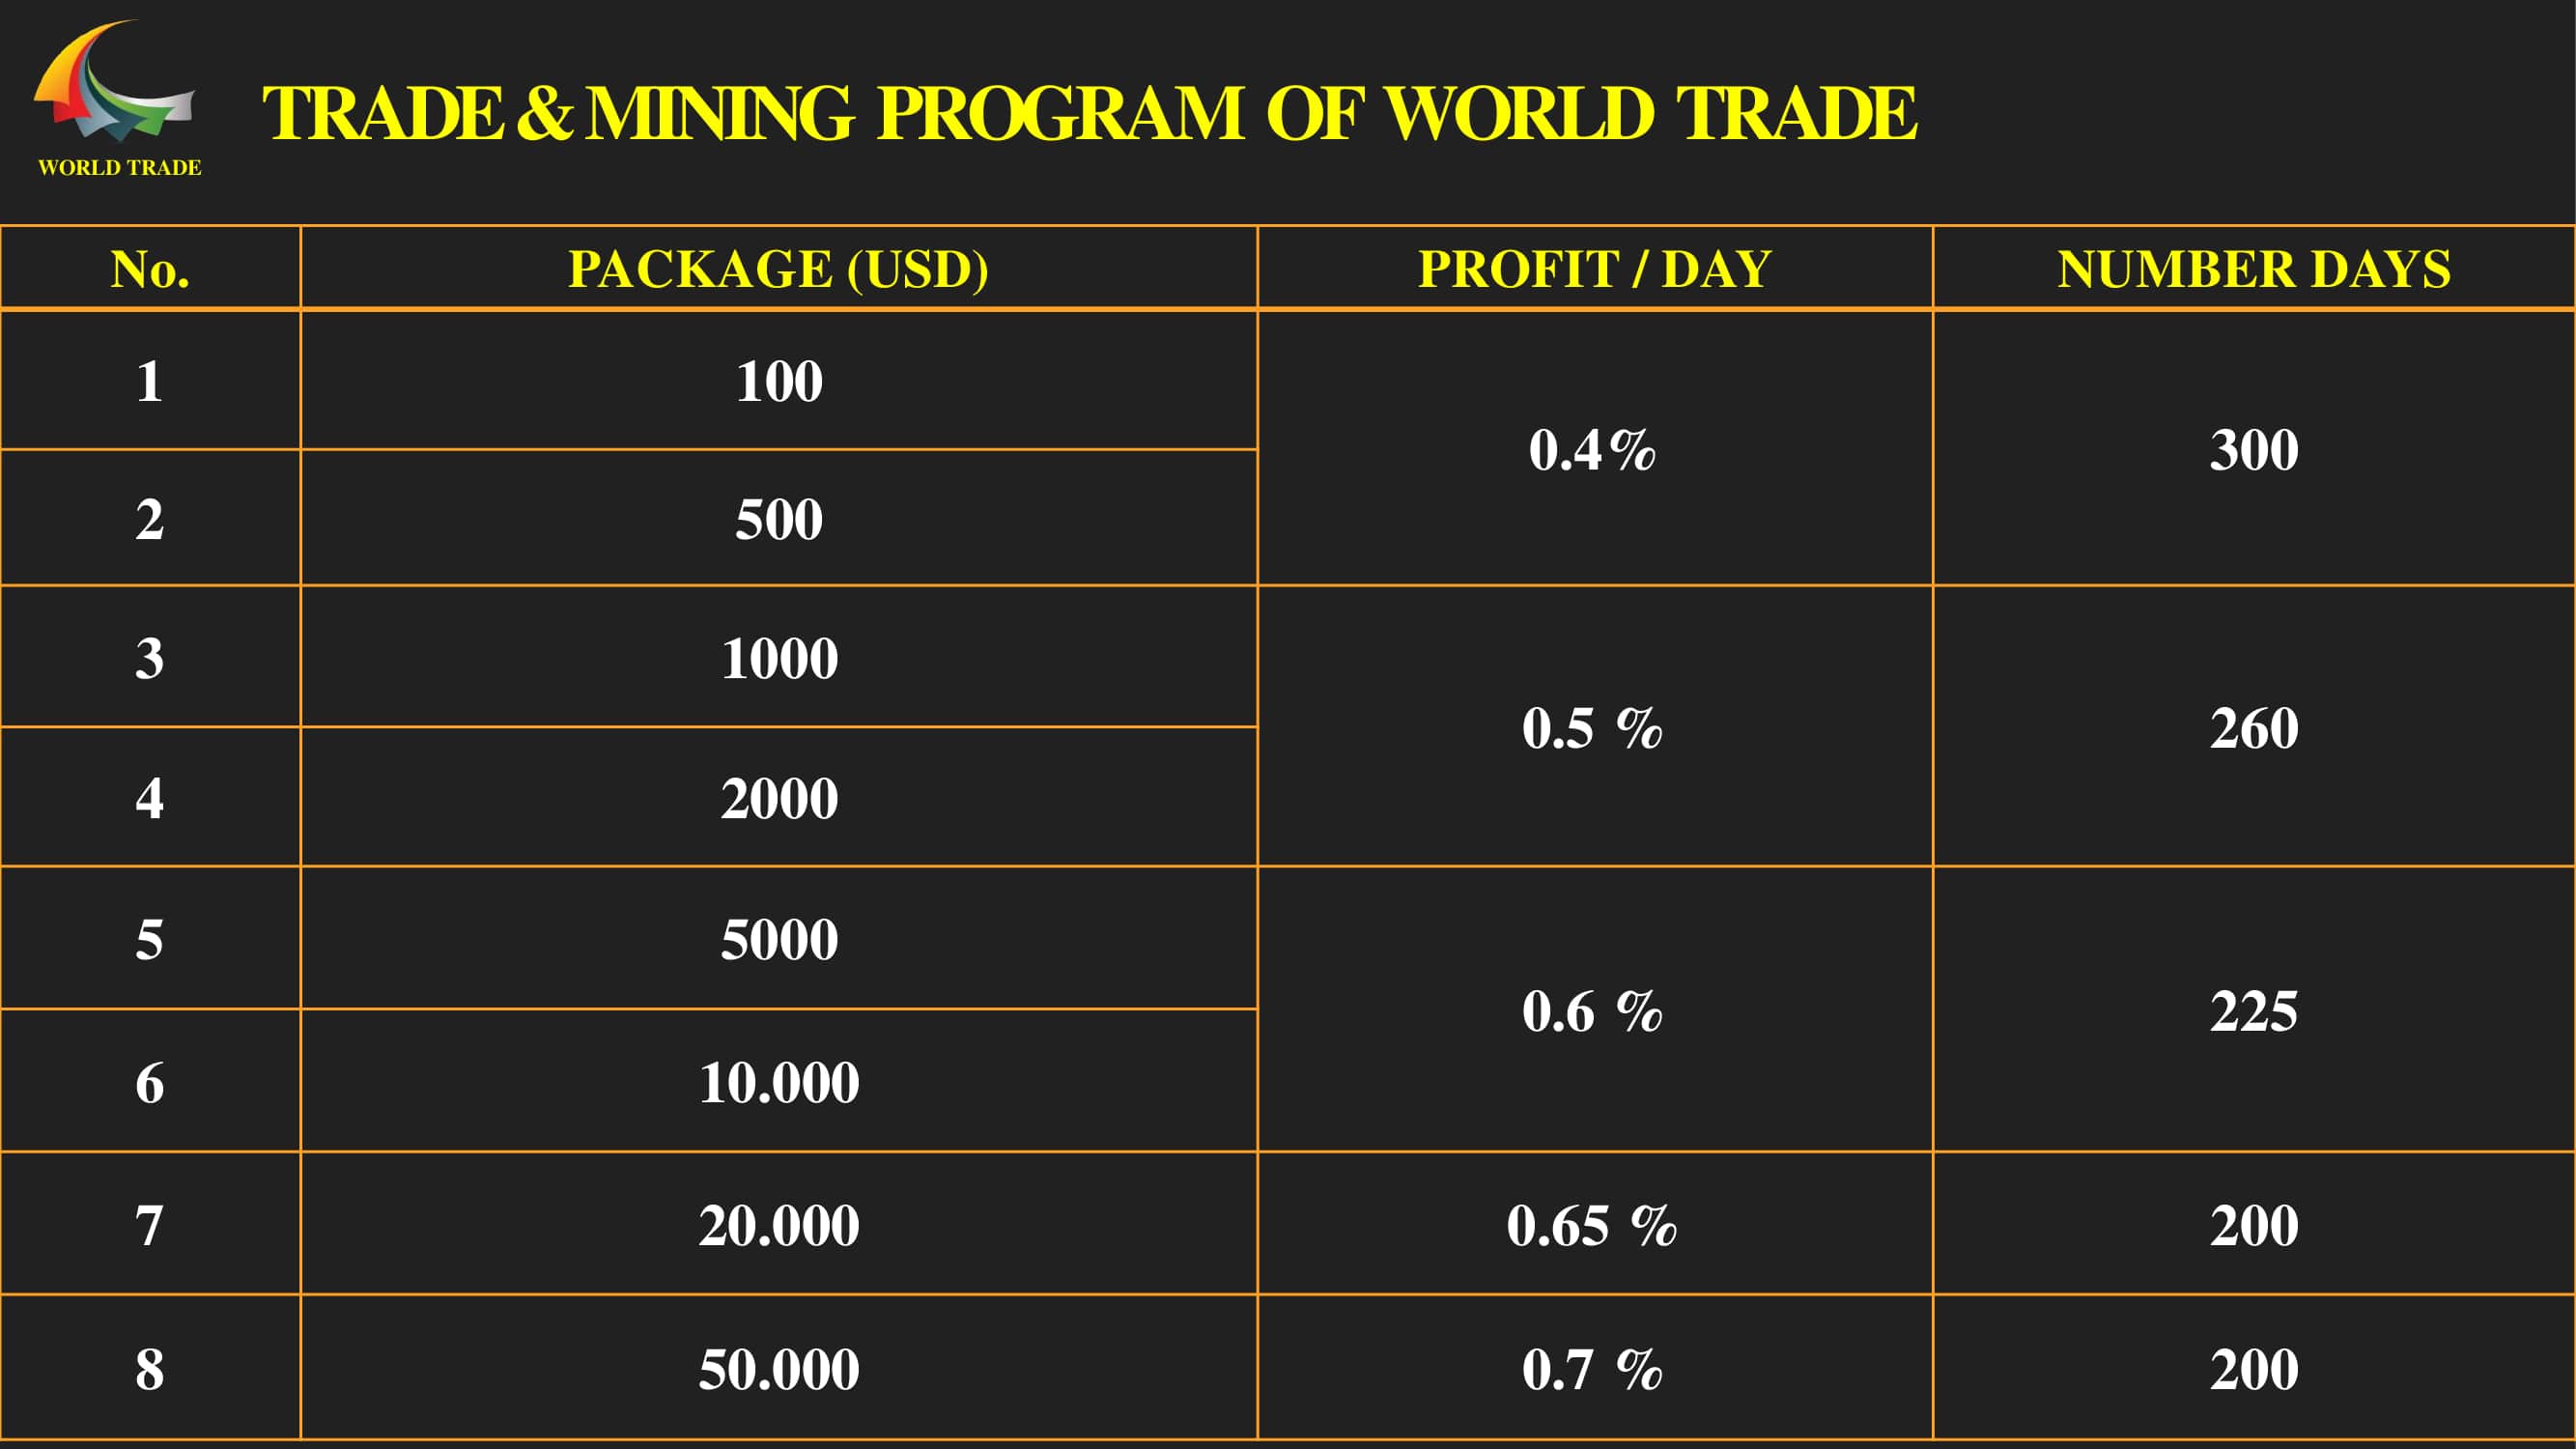 WORLD TRADE
TRADE & MINING PROGRAM OF WORLD TRADE
No. PACKAGE (USD) PROFIT / DAY NUMBER DAYS
1 100
0.4% 300
2 500
3 1000
0.5 % 260
4 2000
5 5000
0.6 % 225
6 10.000
7 20.000 0.65 % 200
8 50.000 0.7 % 200